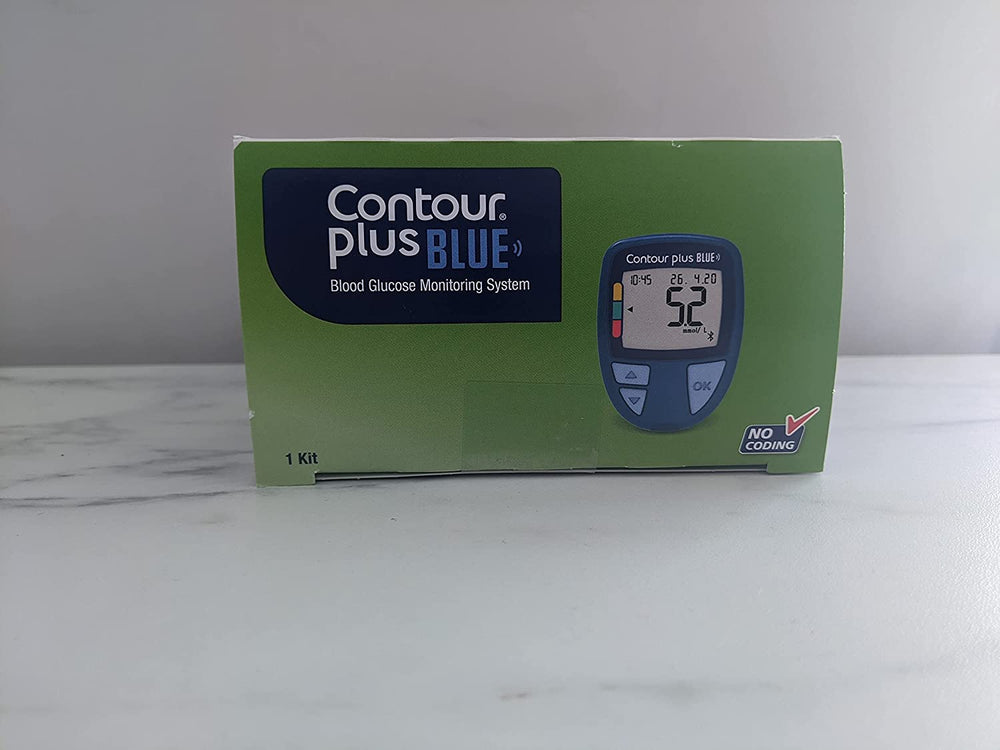 Contour®
plus BLUE
Blood Glucose Monitoring System
Contour plus BLUE
10:45 26. 4.20
5.2
mmol/L
OK
1 Kit
NO
CODING